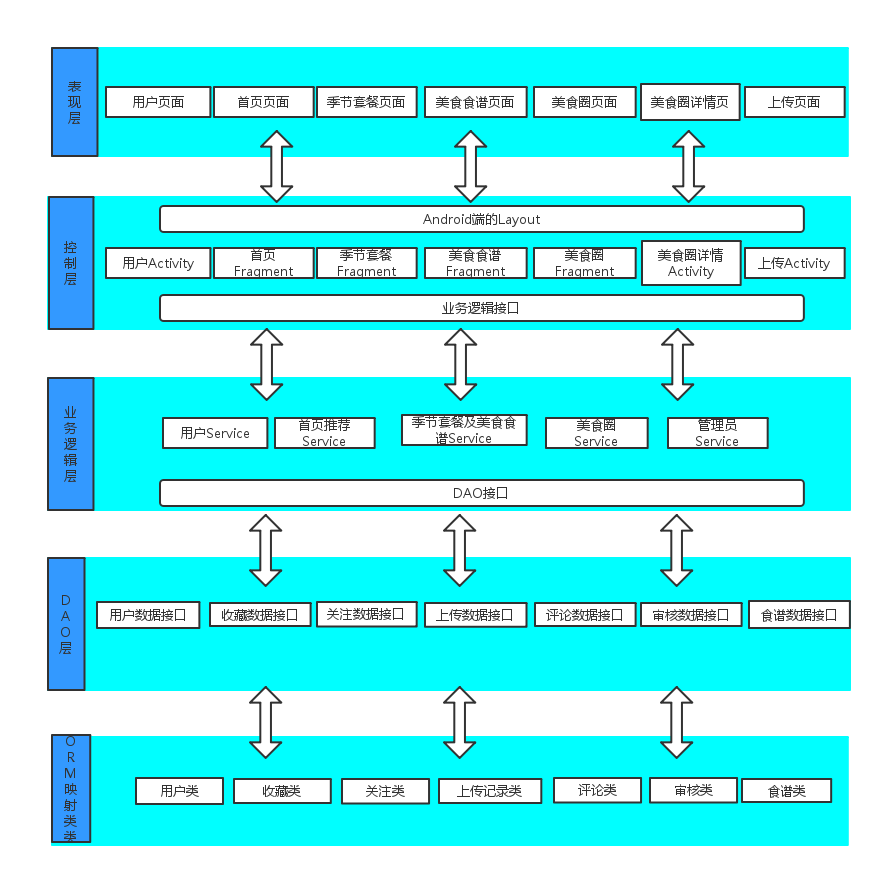 表
现
层
用户页面
首页页面
季节套餐页面
美食食谱页面
美食圈页面
美食圈详情页
上传页面
控
制
层
Android端的Layout
用户Activity
首页
Fragment
季节套餐
Fragment
美食食谱
Fragment
美食圈
Fragment
美食圈详情
Activity
上传Activity
业务逻辑接口
业
务
逻
辑
层
用户Service
首页推荐
Service
季节套餐及美食食
谱Service
美食圈
Service
管理员
Service
DAO接口
D
A
O
层
用户数据接口
收藏数据接口
关注数据接口
上传数据接口
评论数据接口
审核数据接口
食谱数据接口
O
R
M
映
射
类
类
用户类
收藏类
关注类
上传记录类
评论类
审核类
食谱类